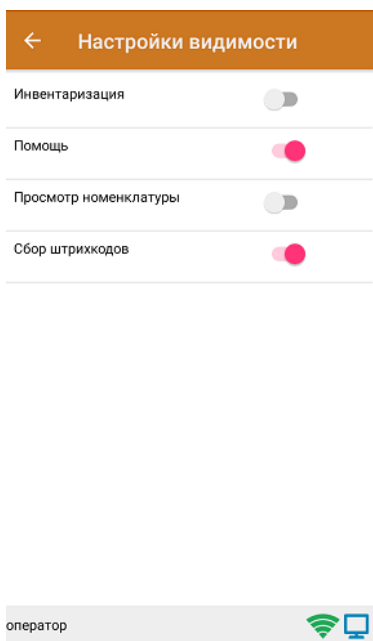 Настройки видимости
Инвентаризация
Помощь
Просмотр номенклатуры
Сбор штрихкодов
оператор